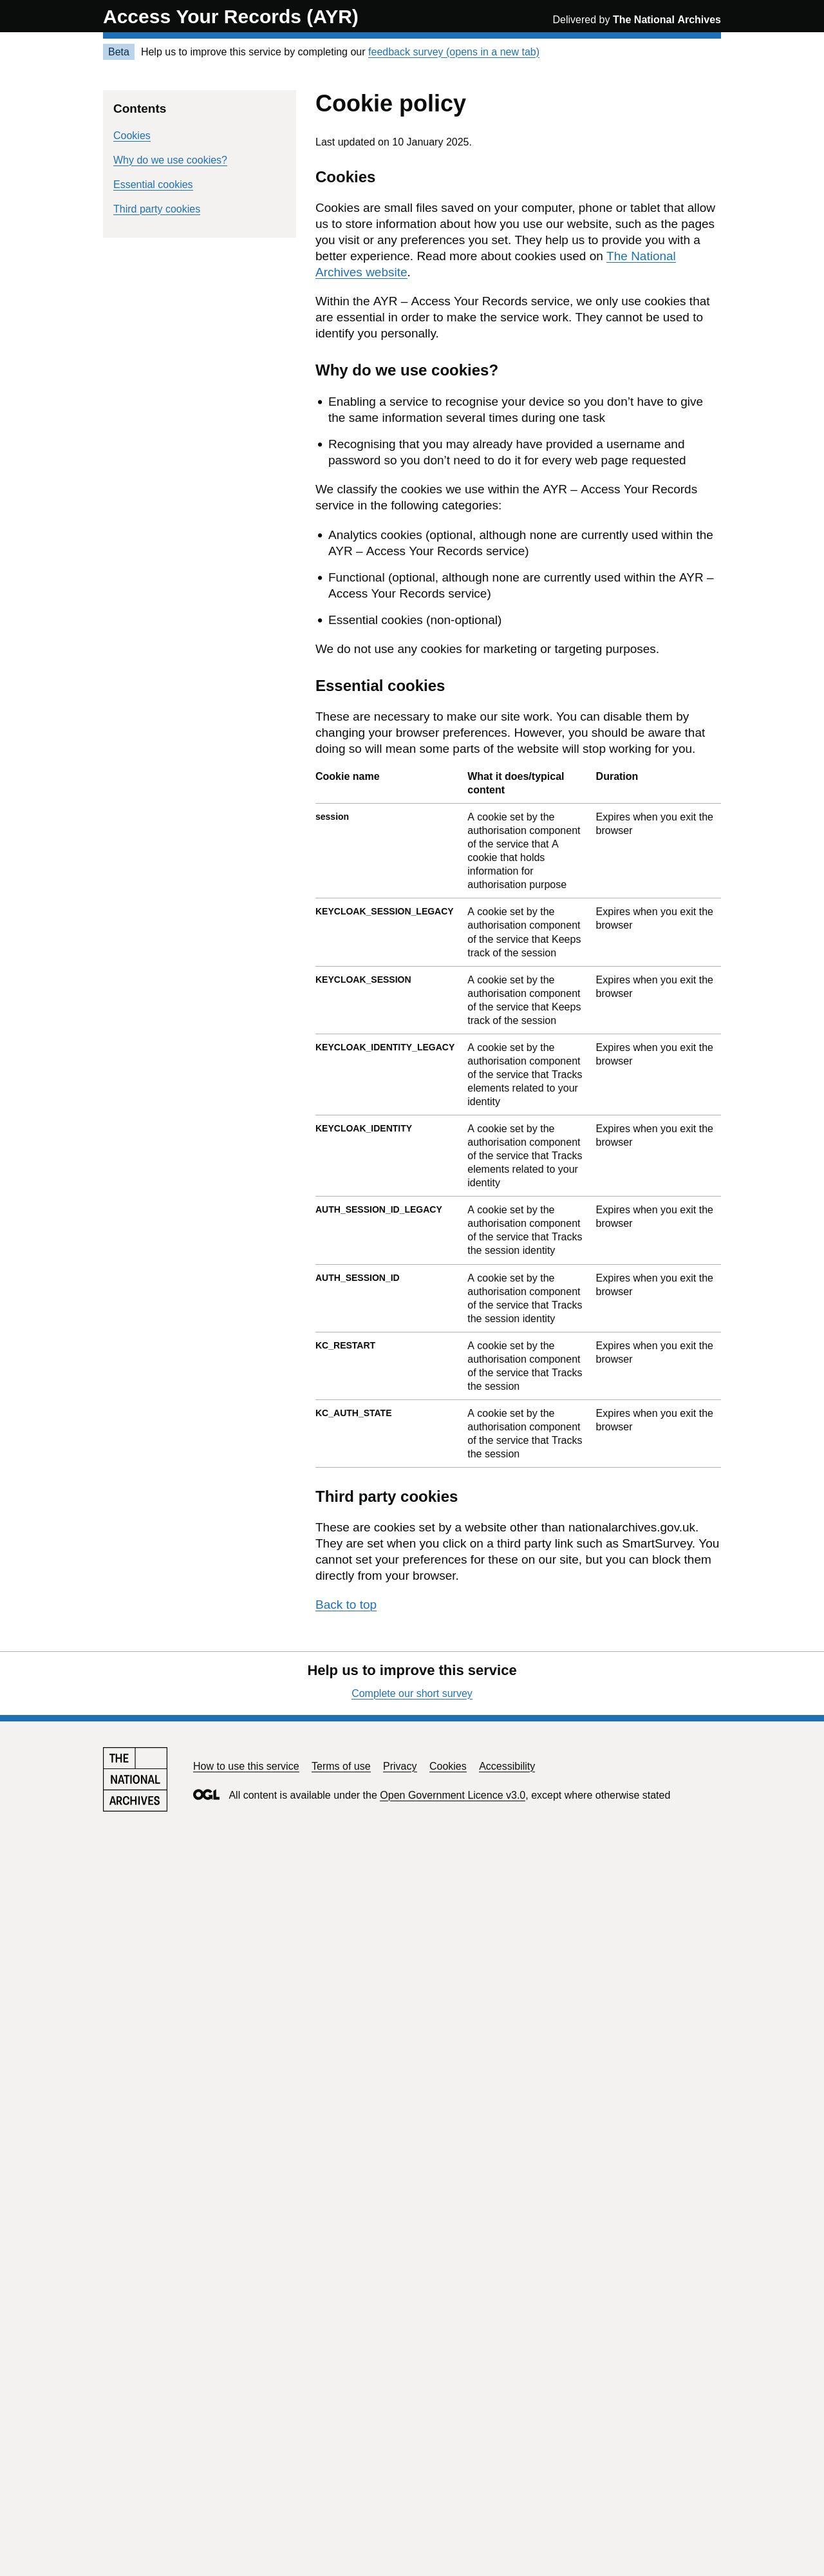 Access Your Records (AYR)
Delivered by The National Archives
Beta
Help us to improve this service by completing our feedback survey (opens in a new tab)
Contents
Cookies
Why do we use cookies?
Essential cookies
Third party cookies
Cookie policy
Last updated on 10 January 2025.
Cookies
Cookies are small files saved on your computer, phone or tablet that allow
us to store information about how you use our website, such as the pages
you visit or any preferences you set. They help us to provide you with a
better experience. Read more about cookies used on The National
Archives website.
Within the AYR – Access Your Records service, we only use cookies that
are essential in order to make the service work. They cannot be used to
identify you personally.
Why do we use cookies?
• Enabling a service to recognise your device so you don’t have to give
the same information several times during one task
• Recognising that you may already have provided a username and
password so you don’t need to do it for every web page requested
We classify the cookies we use within the AYR – Access Your Records
service in the following categories:
• Analytics cookies (optional, although none are currently used within the
AYR – Access Your Records service)
• Functional (optional, although none are currently used within the AYR –
Access Your Records service)
• Essential cookies (non-optional)
We do not use any cookies for marketing or targeting purposes.
Essential cookies
These are necessary to make our site work. You can disable them by
changing your browser preferences. However, you should be aware that
doing so will mean some parts of the website will stop working for you.
Cookie name
What it does/typical
content
Duration
session
A cookie set by the
authorisation component
of the service that A
cookie that holds
information for
authorisation purpose
Expires when you exit the
browser
KEYCLOAK_SESSION_LEGACY
A cookie set by the
authorisation component
of the service that Keeps
track of the session
Expires when you exit the
browser
KEYCLOAK_SESSION
A cookie set by the
authorisation component
of the service that Keeps
track of the session
Expires when you exit the
browser
KEYCLOAK_IDENTITY_LEGACY
A cookie set by the
authorisation component
of the service that Tracks
elements related to your
identity
Expires when you exit the
browser
KEYCLOAK_IDENTITY
A cookie set by the
authorisation component
of the service that Tracks
elements related to your
identity
Expires when you exit the
browser
AUTH_SESSION_ID_LEGACY
A cookie set by the
authorisation component
of the service that Tracks
the session identity
Expires when you exit the
browser
AUTH_SESSION_ID
A cookie set by the
authorisation component
of the service that Tracks
the session identity
Expires when you exit the
browser
KC_RESTART
A cookie set by the
authorisation component
of the service that Tracks
the session
Expires when you exit the
browser
KC_AUTH_STATE
A cookie set by the
authorisation component
of the service that Tracks
the session
Expires when you exit the
browser
Third party cookies
These are cookies set by a website other than nationalarchives.gov.uk.
They are set when you click on a third party link such as SmartSurvey. You
cannot set your preferences for these on our site, but you can block them
directly from your browser.
Back to top
Help us to improve this service
Complete our short survey
THE
NATIONAL
ARCHIVES
How to use this service Terms of use Privacy Cookies Accessibility
OGL All content is available under the Open Government Licence v3.0, except where otherwise stated